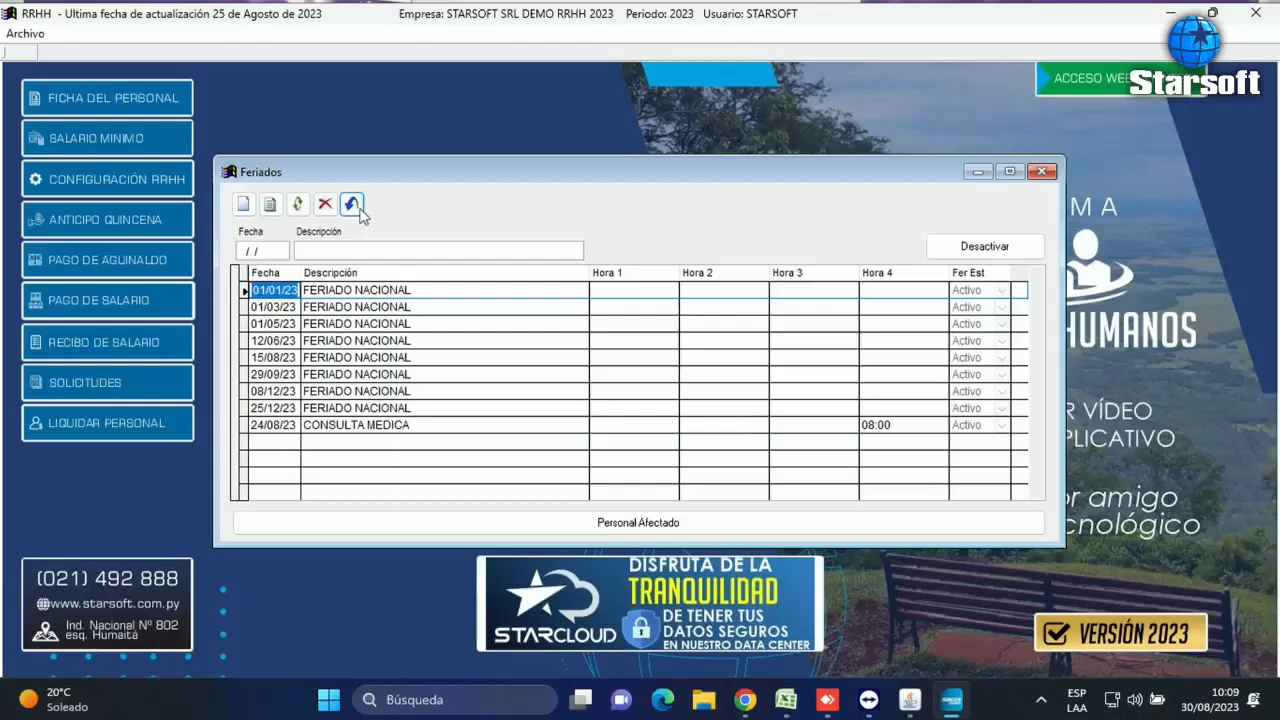 RRHH - Ultima fecha de actualización 25 de Agosto de 2023 Empresa: STARSOFT SRL DEMO RRHH 2023 Periodo: 2023 Usuario: STARSOFT
Archivo
Starsoft
ACCESO WEB
FICHA DEL PERSONAL
SALARIO MINIMO
CONFIGURACIÓN RRHH
ANTICIPO QUINCENA
PAGO DE AGUINALDO
PAGO DE SALARIO
RECIBO DE SALARIO
SOLICITUDES
LIQUIDAR PERSONAL
Feriados
Fecha Descripción
/ /
Desactivar
Fecha Descripción Hora 1 Hora 2 Hora 3 Hora 4 Fer Est
01/01/23 FERIADO NACIONAL Activo
01/03/23 FERIADO NACIONAL Activo
01/05/23 FERIADO NACIONAL Activo
12/06/23 FERIADO NACIONAL Activo
15/08/23 FERIADO NACIONAL Activo
29/09/23 FERIADO NACIONAL Activo
08/12/23 FERIADO NACIONAL Activo
25/12/23 FERIADO NACIONAL Activo
24/08/23 CONSULTA MEDICA 08:00 Activo
Personal Afectado
M A
HUMANOS
R VÍDEO
PLICATIVO
or amigo
cnológico
(021) 492 888
www.starsoft.com.py
Ind. Nacional Nº 802
esq. Humaitá
STARCLOUD
DISFRUTA DE LA
TRANQUILIDAD
DE TENER TUS
DATOS SEGUROS
EN NUESTRO DATA CENTER
VERSIÓN 2023
20°C
Soleado
Búsqueda
ESP
LAA
10:09
30/08/2023